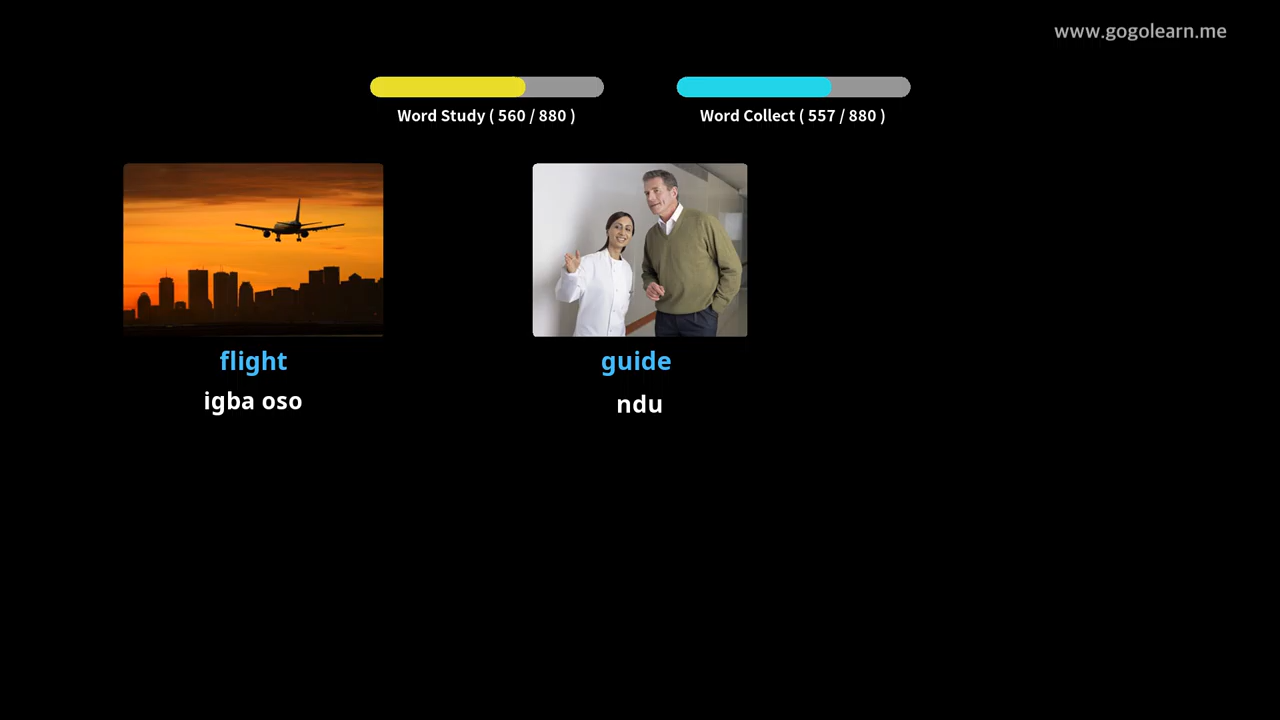 www.gogolearn.me
Word Study ( 560 / 880 )
Word Collect ( 557 / 880 )
flight
guide
igba oso
ndu